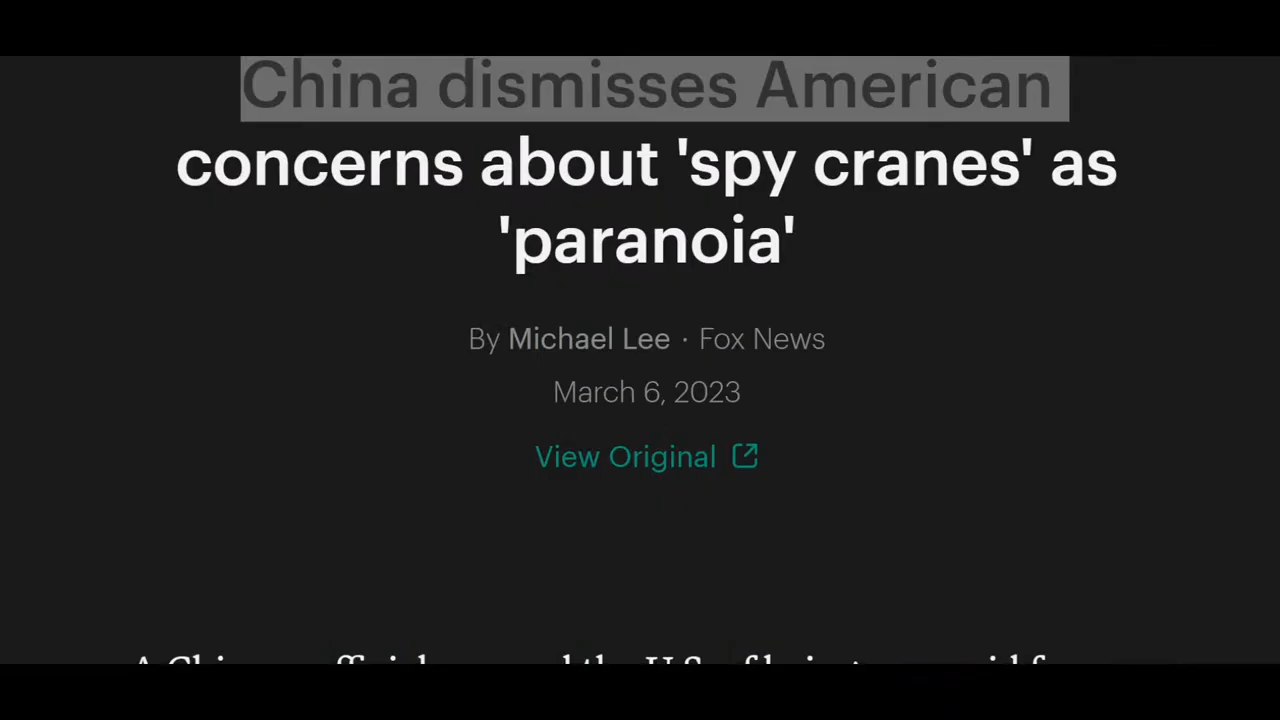 China dismisses American
concerns about 'spy cranes' as
'paranoia'
By Michael Lee · Fox News
March 6, 2023
View Original